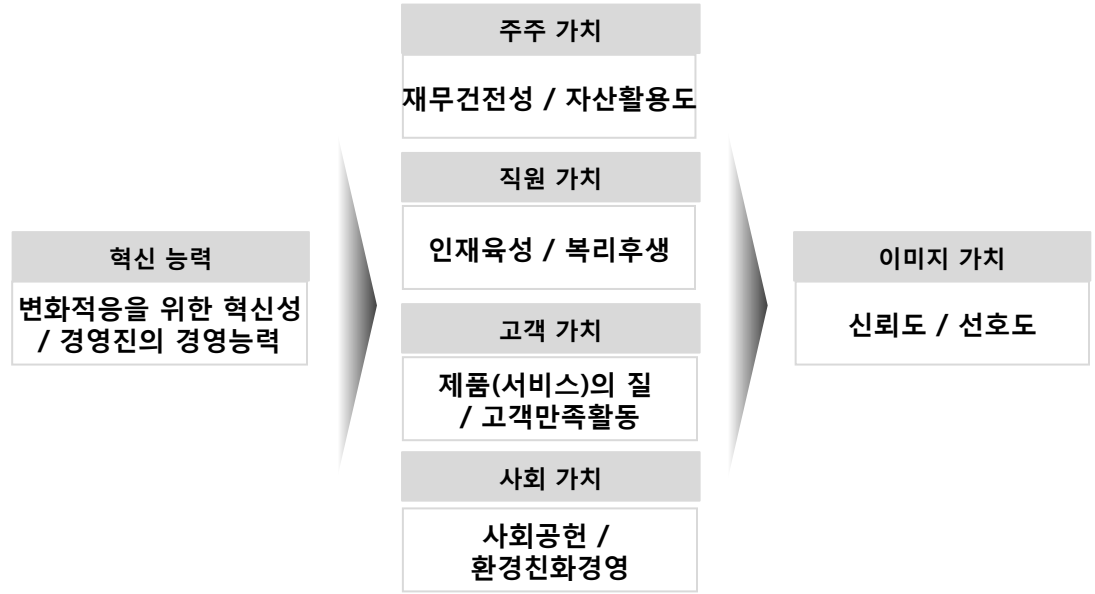 혁신 능력
변화적응을 위한 혁신성
/ 경영진의 경영능력
주주 가치
재무건전성 / 자산활용도
직원 가치
인재육성 / 복리후생
고객 가치
제품(서비스)의 질
/ 고객만족활동
사회 가치
사회공헌 /
환경친화경영
이미지 가치
신뢰도 / 선호도